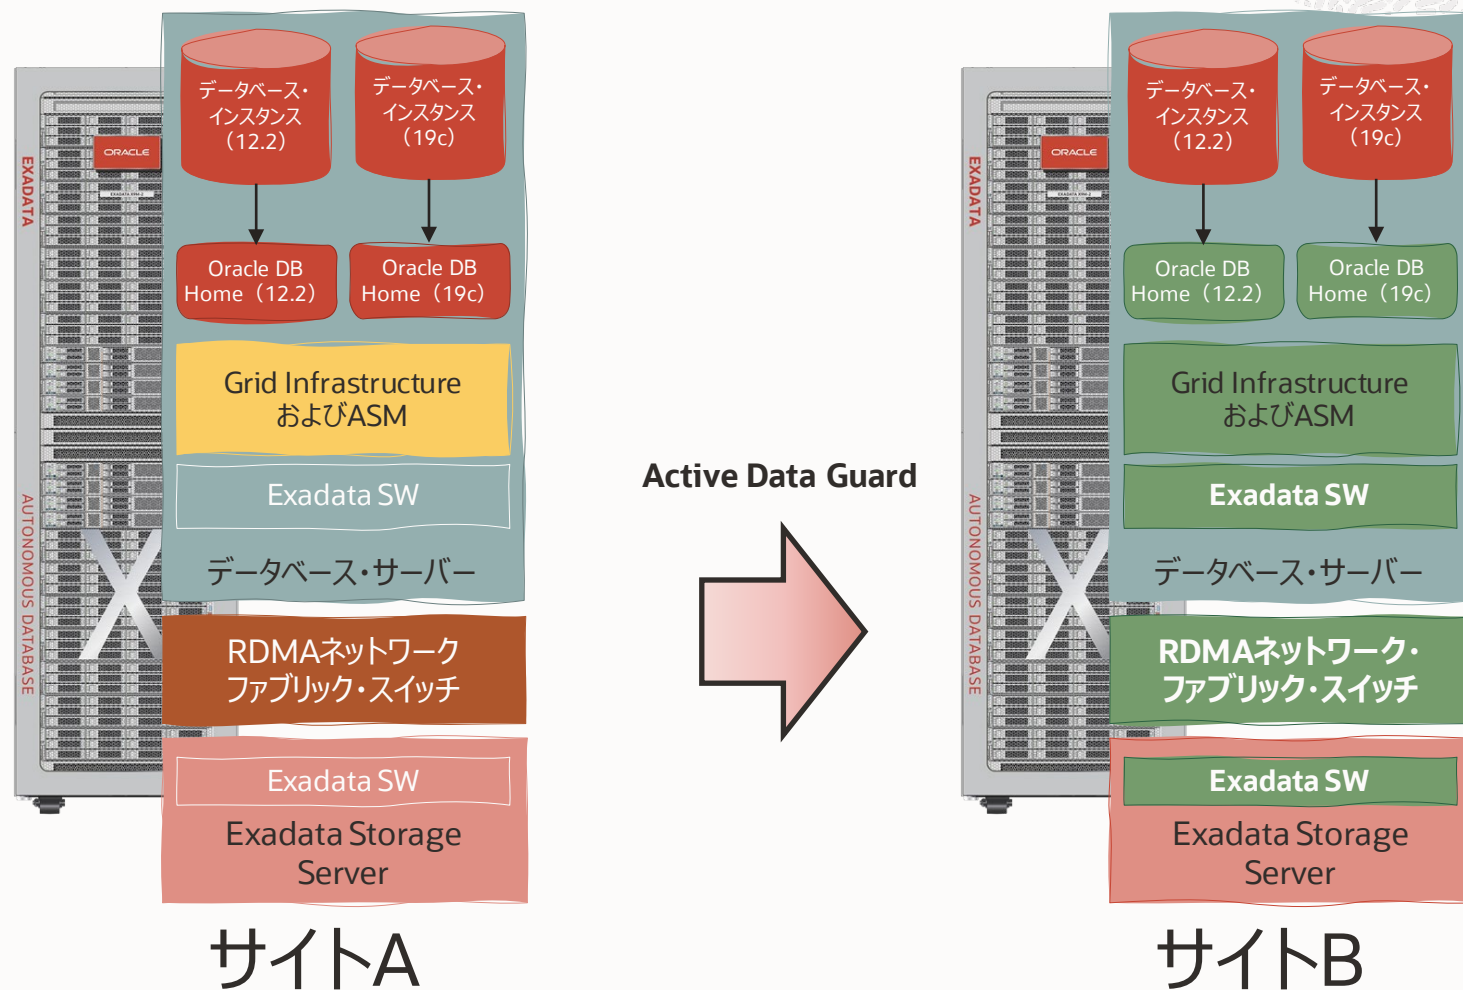 データベース・
インスタンス
(12.2)
データベース・
インスタンス
(19c)
ORACLE
EXADATA
Oracle DB
Home（12.2）
Oracle DB
Home（19c）
Grid Infrastructure
およびASM
Exadata SW
データベース・サーバー
AUTONOMOUS DATABASE
RDMAネットワーク
ファブリック・スイッチ
Exadata SW
Exadata Storage
Server
サイトA
Active Data Guard
データベース・
インスタンス
(12.2)
データベース・
インスタンス
(19c)
ORACLE
EXADATA
Oracle DB
Home（12.2）
Oracle DB
Home（19c）
Grid Infrastructure
およびASM
Exadata SW
データベース・サーバー
AUTONOMOUS DATABASE
RDMAネットワーク・
ファブリック・スイッチ
Exadata SW
Exadata Storage
Server
サイトB